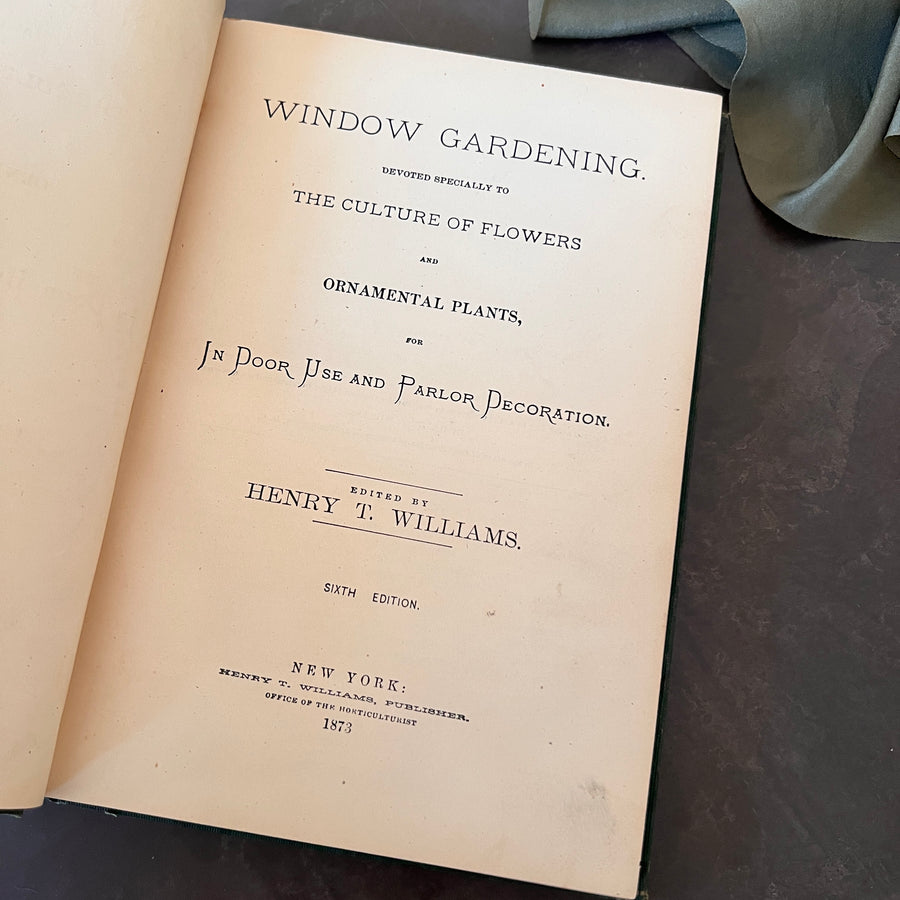 WINDOW GARDENING.
DEVOTED SPECIALLY TO
THE CULTURE OF FLOWERS
AND
ORNAMENTAL PLANTS,
FOR
IN DOOR USE AND PARLOR DECORATION.
EDITED BY
HENRY T. WILLIAMS.
SIXTH EDITION.
NEW YORK:
HENRY T. WILLIAMS, PUBLISHER.
OFFICE OF THE HORTICULTURIST
1873